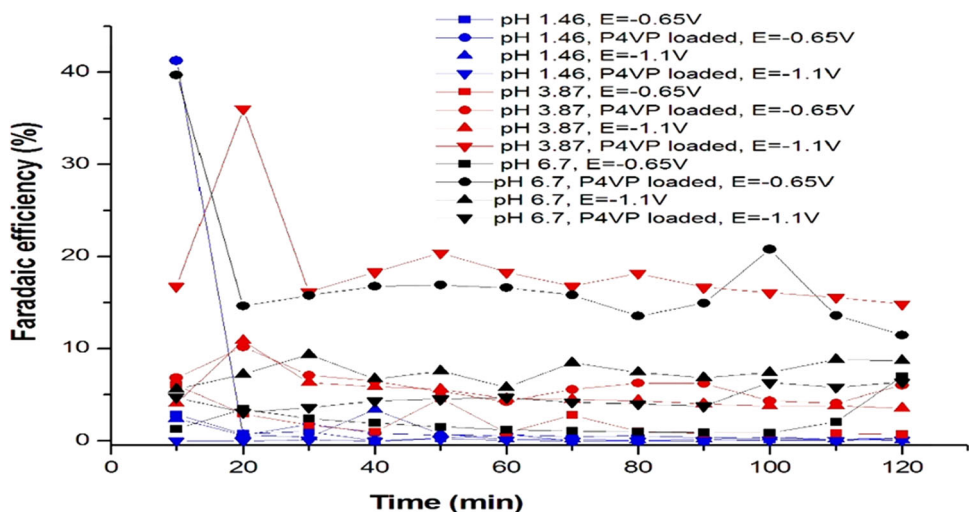 pH 1.46, E=-0.65V
pH 1.46, P4VP loaded, E=-0.65V
pH 1.46, E=-1.1V
pH 1.46, P4VP loaded, E=-1.1V
pH 3.87, E=-0.65V
pH 3.87, P4VP loaded, E=-0.65V
pH 3.87, E=-1.1V
pH 3.87, P4VP loaded, E=-1.1V
pH 6.7, E=-0.65V
pH 6.7, P4VP loaded, E=-0.65V
pH 6.7, E=-1.1V
pH 6.7, P4VP loaded, E=-1.1V
Faradaic efficiency (%)
40
30
20
10
0
0 20 40 60 80 100 120
Time (min)